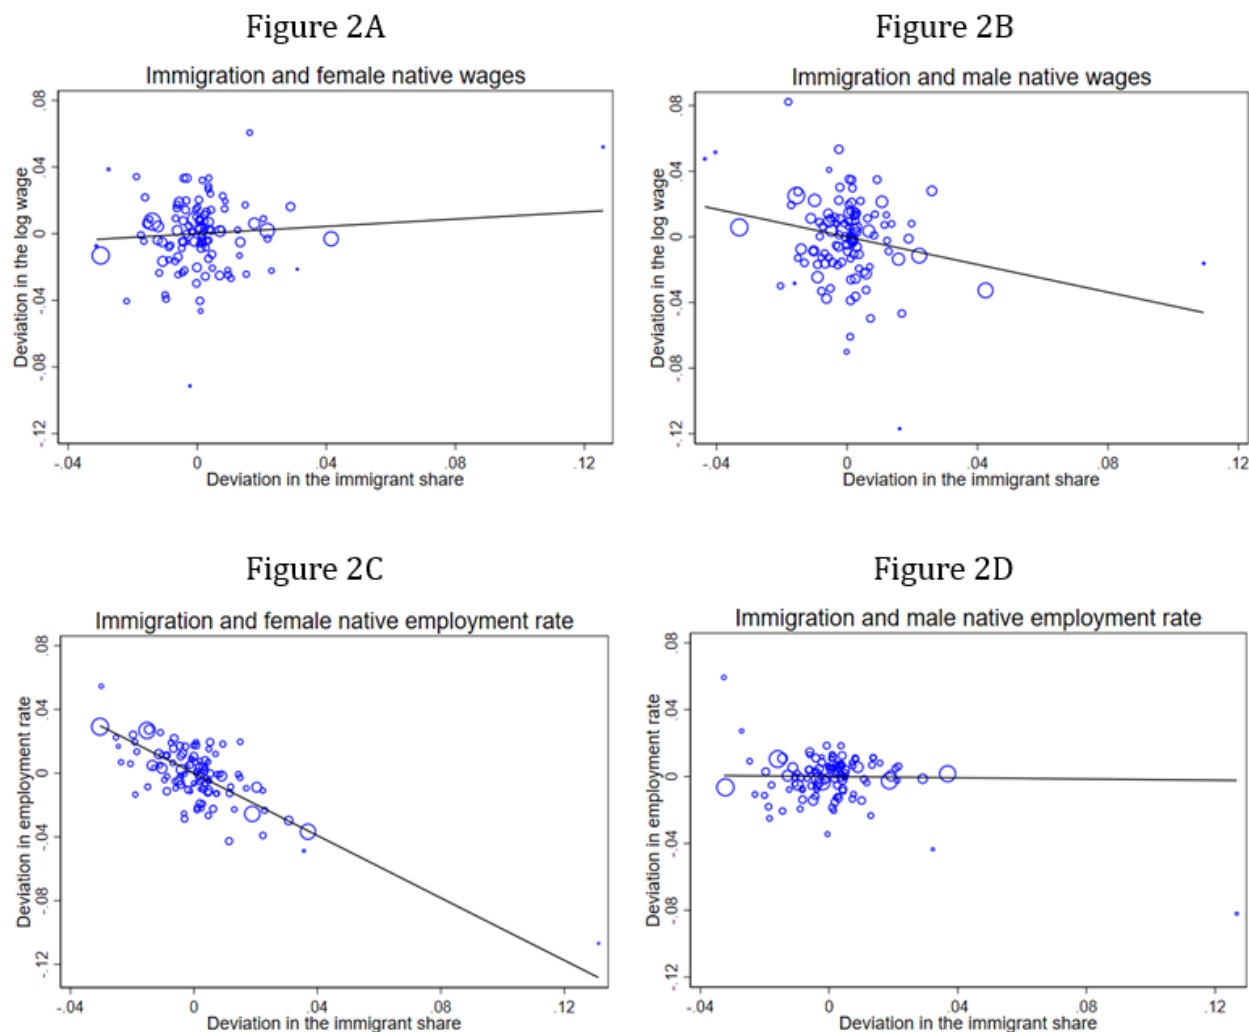 Figure 2A
Immigration and female native wages
Deviation in the log wage
.08
.04
0
-.04
-.08
-.12
-.04
0
.04
.08
.12
Deviation in the immigrant share
Figure 2B
Immigration and male native wages
Deviation in the log wage
.08
.04
0
-.04
-.08
-.12
-.04
0
.04
.08
.12
Deviation in the immigrant share
Figure 2C
Immigration and female native employment rate
Deviation in employment rate
.08
.04
0
-.04
-.08
-.12
-.04
0
.04
.08
.12
Deviation in the immigrant share
Figure 2D
Immigration and male native employment rate
Deviation in employment rate
.08
.04
0
-.04
-.08
-.12
-.04
0
.04
.08
.12
Deviation in the immigrant share